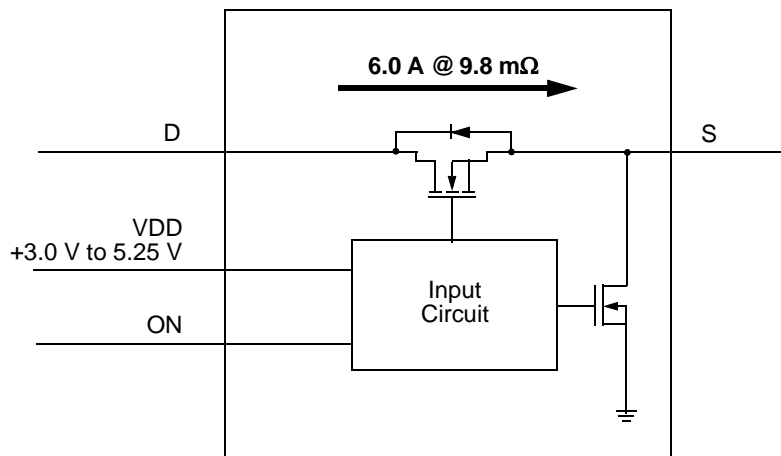 6.0 A @ 9.8 mΩ
D
S
VDD
+3.0 V to 5.25 V
ON
Input
Circuit